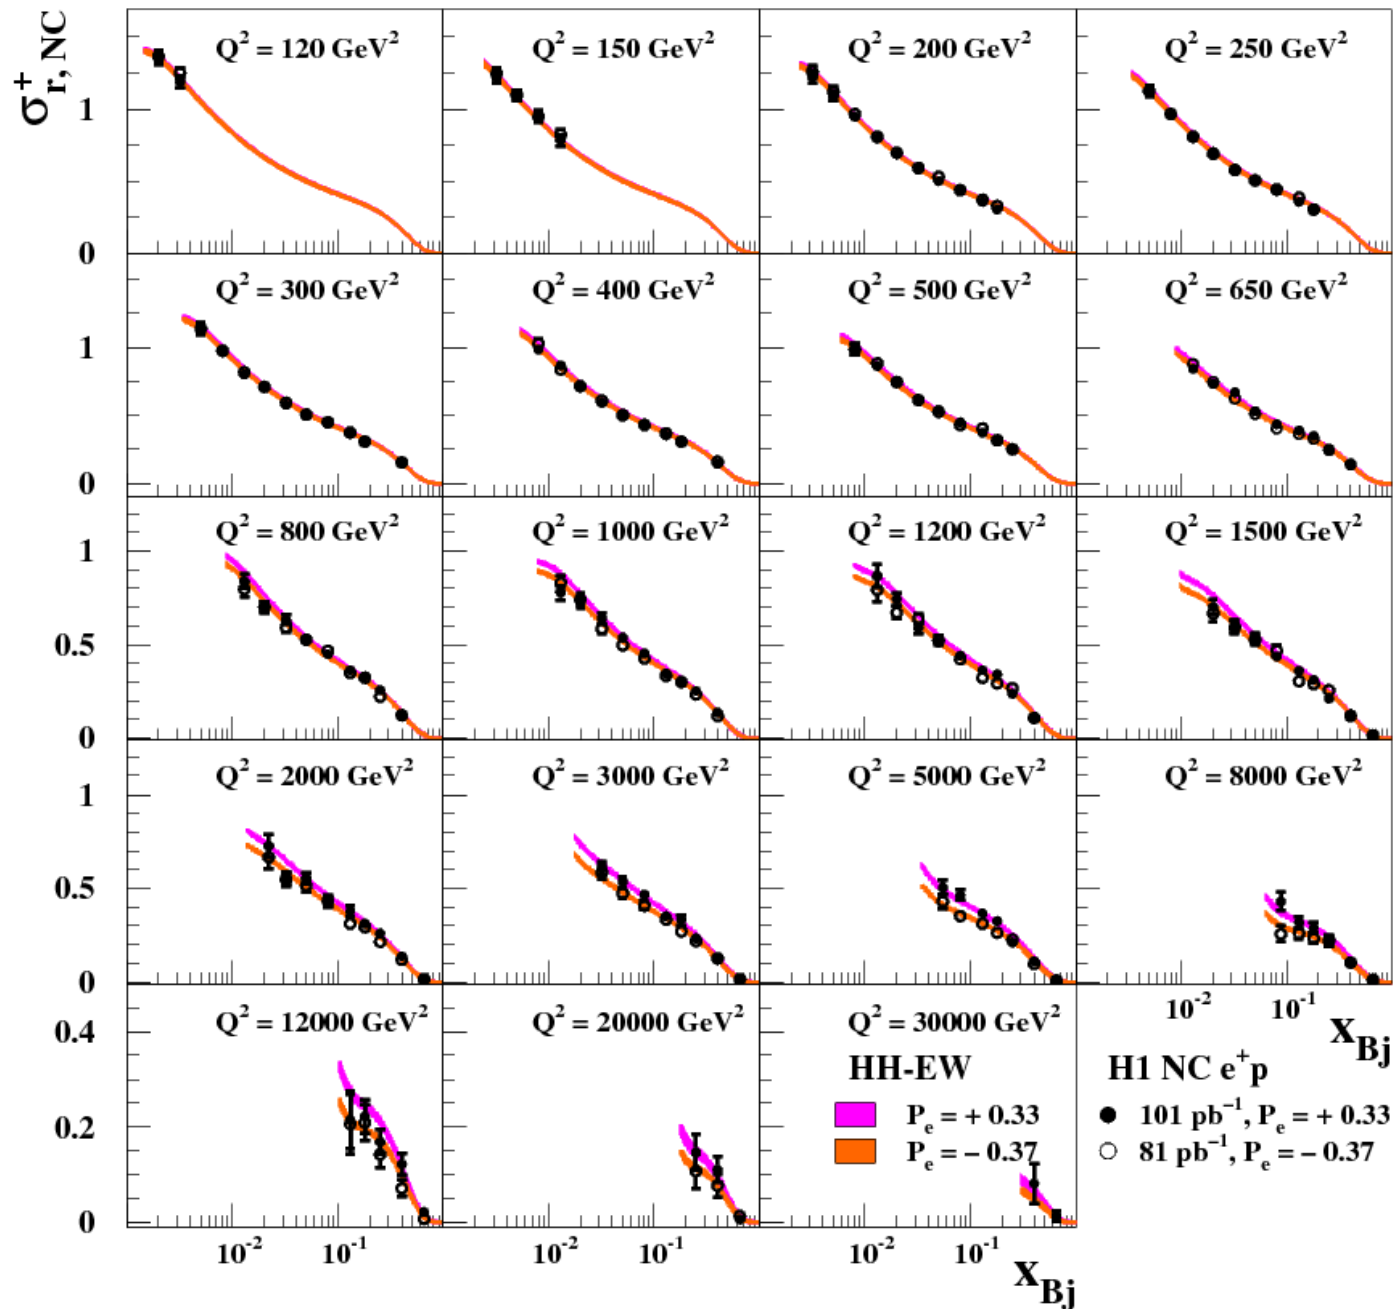 σ⁺r, NC
Q² = 120 GeV²
Q² = 150 GeV²
Q² = 200 GeV²
Q² = 250 GeV²
1
0
Q² = 300 GeV²
Q² = 400 GeV²
Q² = 500 GeV²
Q² = 650 GeV²
1
0
Q² = 800 GeV²
Q² = 1000 GeV²
Q² = 1200 GeV²
Q² = 1500 GeV²
1
0.5
0
Q² = 2000 GeV²
Q² = 3000 GeV²
Q² = 5000 GeV²
Q² = 8000 GeV²
1
0.5
0
10⁻² 10⁻¹
x Bj
Q² = 12000 GeV²
Q² = 20000 GeV²
Q² = 30000 GeV²
0.4
0.2
0
HH-EW
Pe = + 0.33
Pe = − 0.37
H1 NC e⁺p
101 pb⁻¹, Pe = + 0.33
81 pb⁻¹, Pe = − 0.37
10⁻² 10⁻¹
10⁻² 10⁻¹
10⁻² 10⁻¹
x Bj